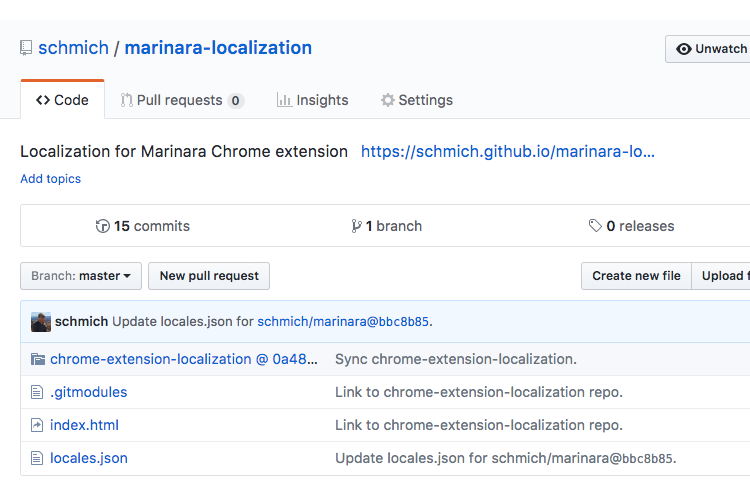 schmich / marinara-localization
Unwatch
Code
Pull requests 0
Insights
Settings
Localization for Marinara Chrome extension https://schmich.github.io/marinara-lo...
Add topics
15 commits
1 branch
0 releases
Branch: master
New pull request
Create new file
Upload f
schmich Update locales.json for schmich/marinara@bbc8b85.
chrome-extension-localization @ 0a48... Sync chrome-extension-localization.
.gitmodules Link to chrome-extension-localization repo.
index.html Link to chrome-extension-localization repo.
locales.json Update locales.json for schmich/marinara@bbc8b85.